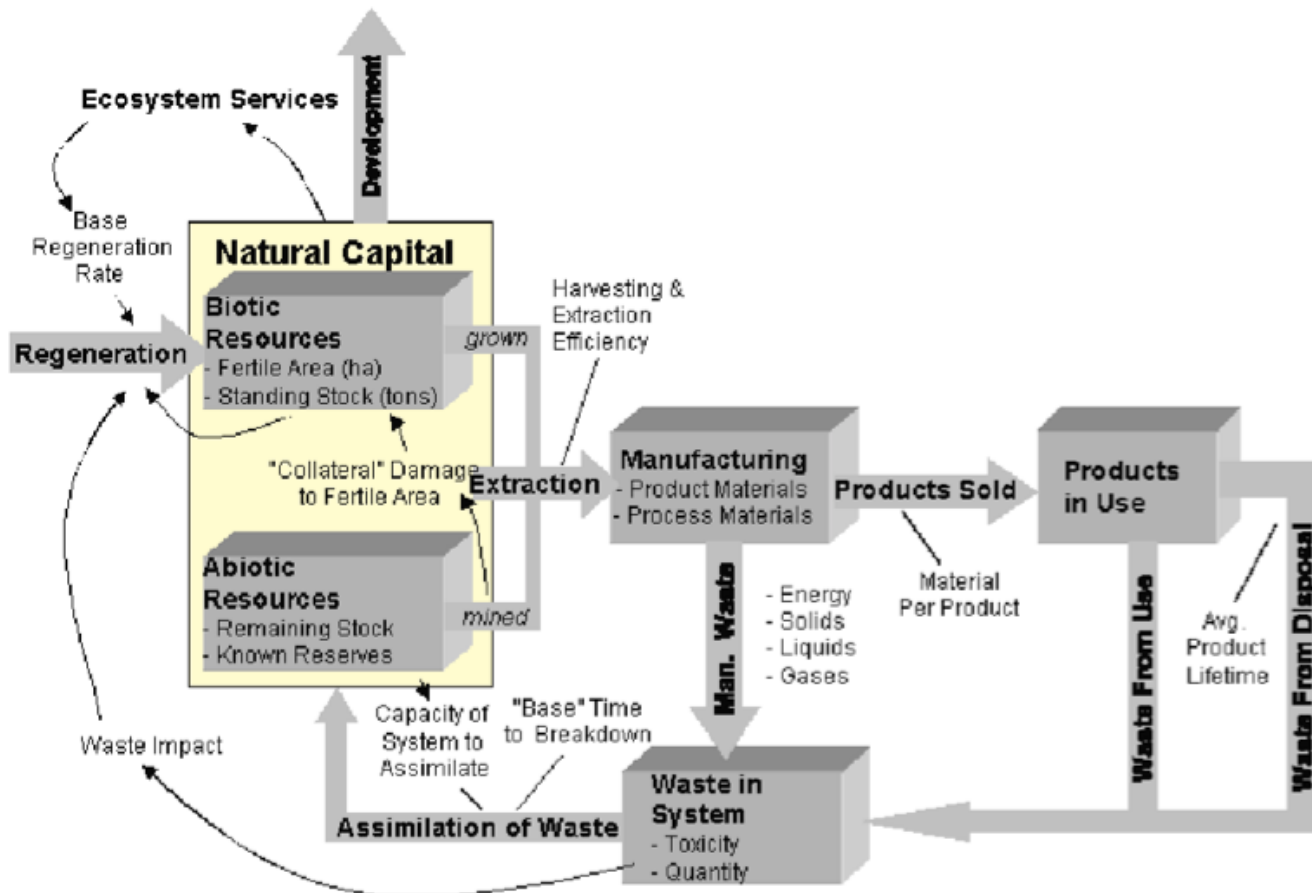 Development
Ecosystem Services
Base
Regeneration
Rate
Natural Capital
Biotic
Resources
- Fertile Area (ha)
- Standing Stock (tons)
Regeneration
grown
Harvesting &
Extraction
Efficiency
"Collateral" Damage
to Fertile Area
Extraction
Manufacturing
- Product Materials
- Process Materials
Products Sold
Products
in Use
Abiotic
Resources
- Remaining Stock
- Known Reserves
mined
Man. Waste
- Energy
- Solids
- Liquids
- Gases
Material
Per Product
Waste From Use
Avg.
Product
Lifetime
Waste From Disposal
Waste Impact
Capacity of
System to
Assimilate
"Base" Time
to Breakdown
Assimilation of Waste
Waste in
System
- Toxicity
- Quantity